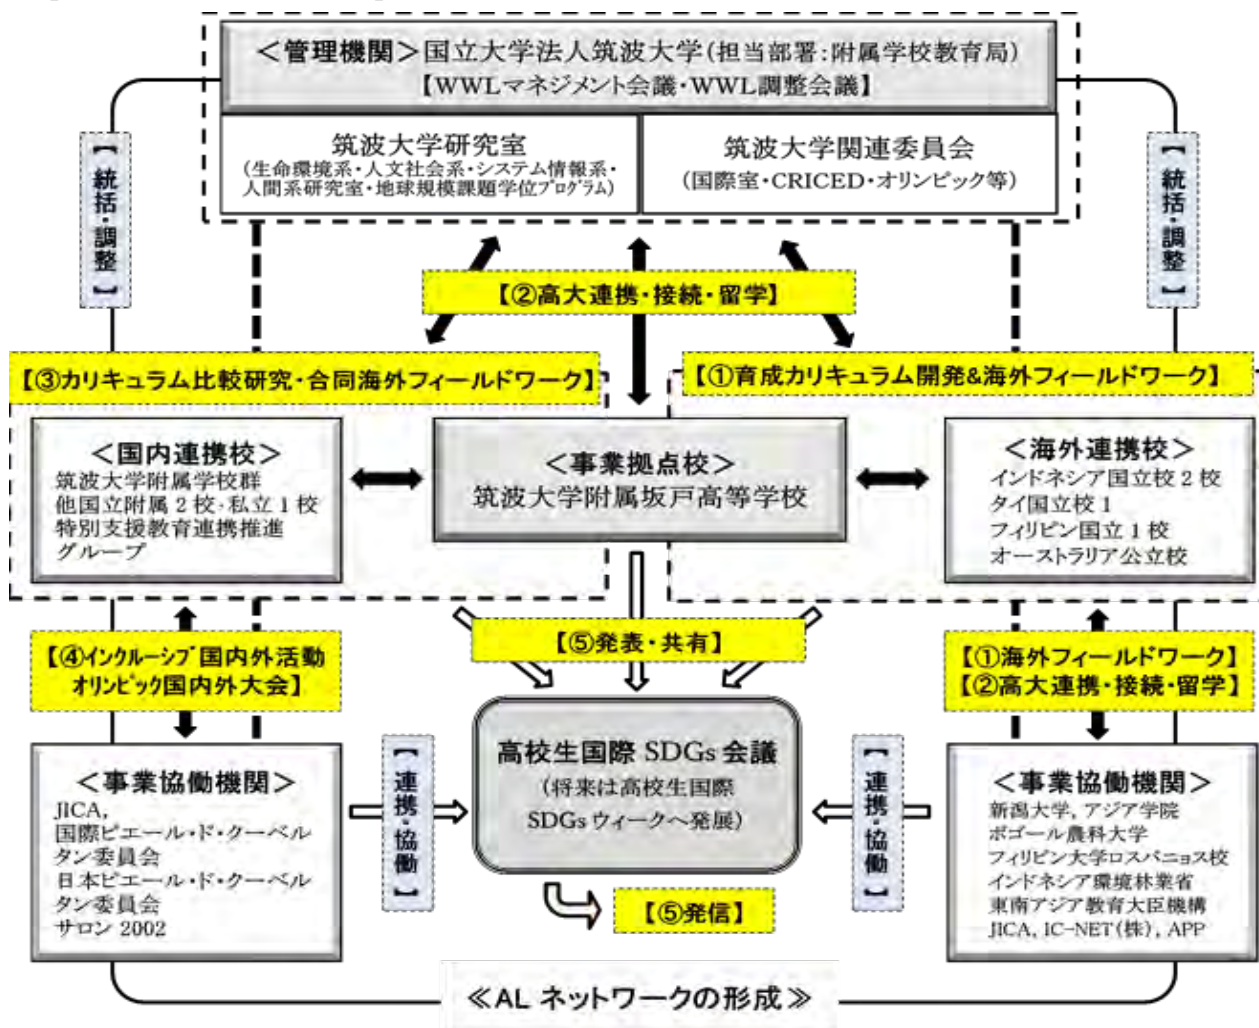 ＜管理機関＞国立大学法人筑波大学(担当部署:附属学校教育局)
【WWLマネジメント会議・WWL調整会議】
筑波大学研究室
(生命環境系・人文社会系・システム情報系・
人間系研究室・地球規模課題学位プログラム)
筑波大学関連委員会
(国際室・CRICED・オリンピック等)
【統括・調整】
【統括・調整】
【②高大連携・接続・留学】
【③カリキュラム比較研究・合同海外フィールドワーク】
【①育成カリキュラム開発&海外フィールドワーク】
＜国内連携校＞
筑波大学附属学校群
他国立附属2校・私立1校
特別支援教育連携推進
グループ
＜事業拠点校＞
筑波大学附属坂戸高等学校
＜海外連携校＞
インドネシア国立校2校
タイ国立校1
フィリピン国立1校
オーストラリア公立校
【④インクルーシブ国内外活動
オリンピック国内外大会】
【⑤発表・共有】
【①海外フィールドワーク】
【②高大連携・接続・留学】
＜事業協働機関＞
JICA,
国際ピエール・ド・クーベル
タン委員会
日本ピエール・ド・クーベル
タン委員会
サロン2002
【連携・協働】
高校生国際SDGs会議
(将来は高校生国際
SDGsウィークへ発展)
【連携・協働】
＜事業協働機関＞
新潟大学, アジア学院
ボゴール農科大学
フィリピン大学ロスバニョス校
インドネシア環境林業省
東南アジア教育大臣機構
JICA, IC-NET(株), APP
【⑤発信】
≪ALネットワークの形成≫